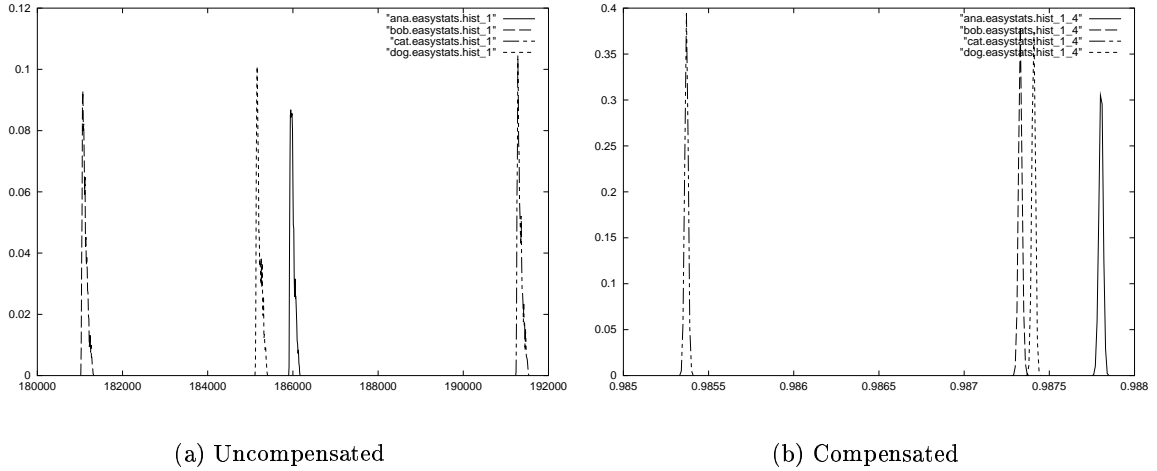 0.12
0.1
0.08
0.06
0.04
0.02
0
180000 182000 184000 186000 188000 190000 192000
"ana.easystats.hist_1"
"bob.easystats.hist_1"
"cat.easystats.hist_1"
"dog.easystats.hist_1"
(a) Uncompensated
0.4
0.35
0.3
0.25
0.2
0.15
0.1
0.05
0
0.985 0.9855 0.986 0.9865 0.987 0.9875 0.988
"ana.easystats.hist_1_4"
"bob.easystats.hist_1_4"
"cat.easystats.hist_1_4"
"dog.easystats.hist_1_4"
(b) Compensated